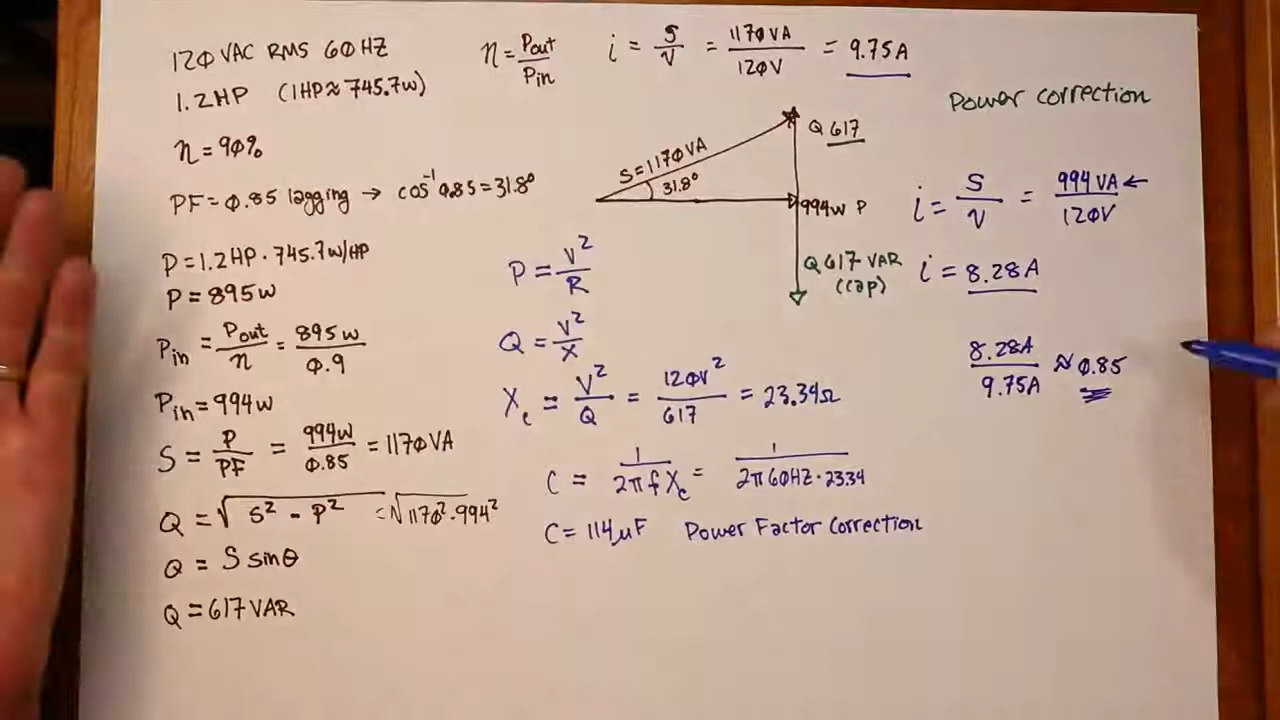 12φ VAC RMS 6φ HZ
1.2HP (1HP≈745.7W)
η = 9φ%
PF = φ.85 lagging → cos⁻¹ φ.85 = 31.8°
P = 1.2HP · 745.7W/HP
P = 895W
Pin = Pout/η = 895W/φ.9
Pin = 994W
S = P/PF = 994W/φ.85 = 117φ VA
Q = √S² - P² = √117φ² - 994²
Q = S sinθ
Q = 617 VAR
η = Pout/Pin
i = S/V = 117φ VA/12φ V = 9.75A
S = 117φ VA
31.8°
Q 617
994W P
Q 617 VAR
(cap)
P = V²/R
Q = V²/X
Xc = V²/Q = 12φV²/617 = 23.34Ω
C = 1/2πfXc = 1/2π6φHZ·23.34
C = 114μF Power Factor Correction
Power correction
i = S/V = 994 VA/12φV ←
i = 8.28A
8.28A/9.75A ≈ φ.85